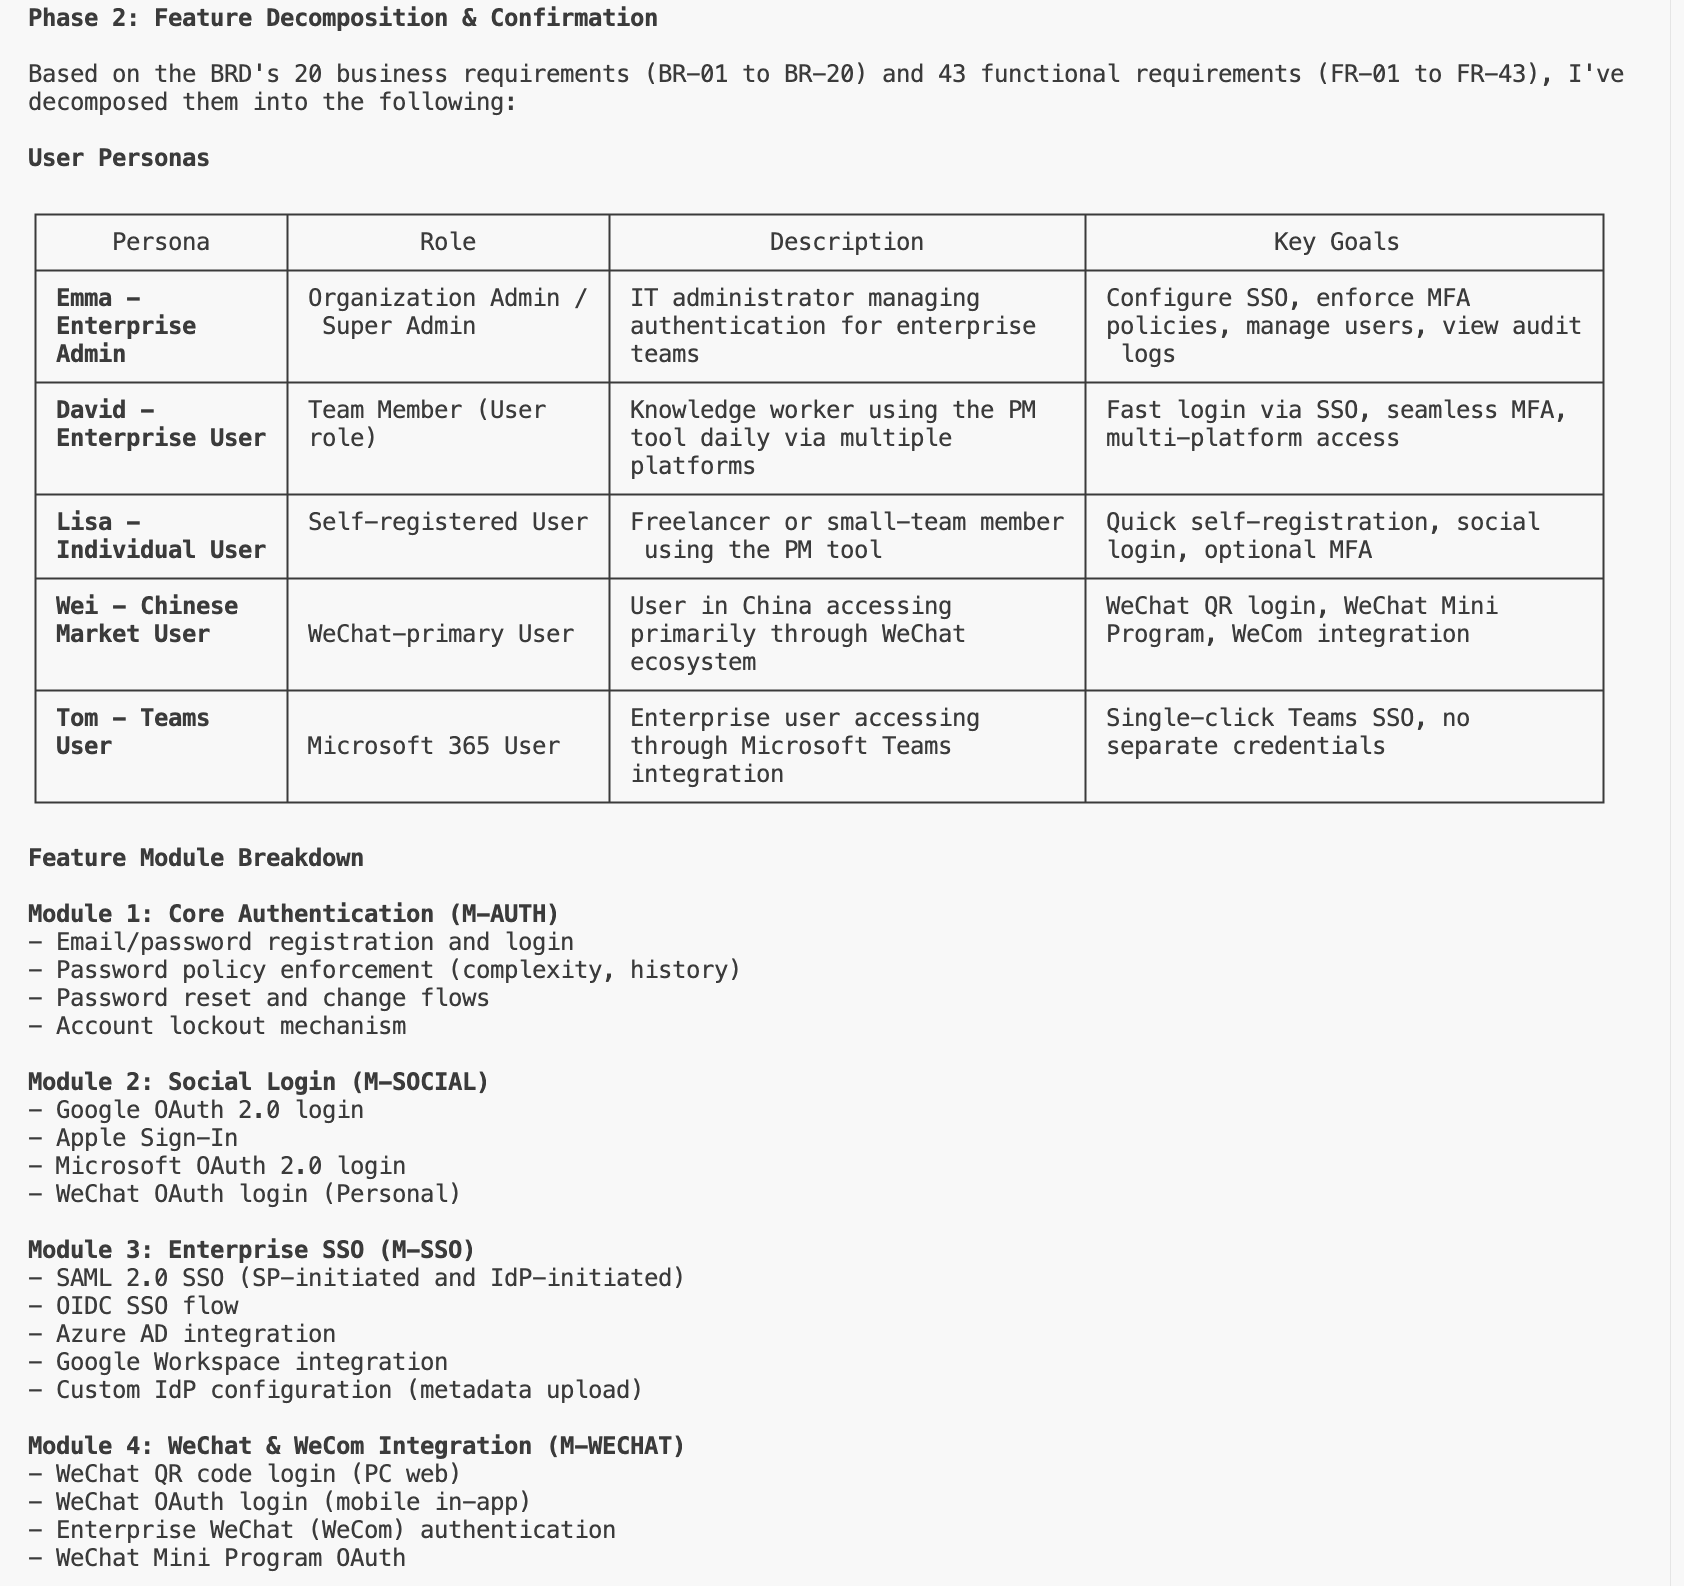 Phase 2: Feature Decomposition & Confirmation
Based on the BRD's 20 business requirements (BR-01 to BR-20) and 43 functional requirements (FR-01 to FR-43), I've
decomposed them into the following:
User Personas
Persona
Role
Description
Key Goals
Emma -
Enterprise
Admin
Organization Admin /
Super Admin
IT administrator managing
authentication for enterprise
teams
Configure SSO, enforce MFA
policies, manage users, view audit
logs
David -
Enterprise User
Team Member (User
role)
Knowledge worker using the PM
tool daily via multiple
platforms
Fast login via SSO, seamless MFA,
multi-platform access
Lisa -
Individual User
Self-registered User
Freelancer or small-team member
using the PM tool
Quick self-registration, social
login, optional MFA
Wei - Chinese
Market User
WeChat-primary User
User in China accessing
primarily through WeChat
ecosystem
WeChat QR login, WeChat Mini
Program, WeCom integration
Tom - Teams
User
Microsoft 365 User
Enterprise user accessing
through Microsoft Teams
integration
Single-click Teams SSO, no
separate credentials
Feature Module Breakdown
Module 1: Core Authentication (M-AUTH)
- Email/password registration and login
- Password policy enforcement (complexity, history)
- Password reset and change flows
- Account lockout mechanism
Module 2: Social Login (M-SOCIAL)
- Google OAuth 2.0 login
- Apple Sign-In
- Microsoft OAuth 2.0 login
- WeChat OAuth login (Personal)
Module 3: Enterprise SSO (M-SSO)
- SAML 2.0 SSO (SP-initiated and IdP-initiated)
- OIDC SSO flow
- Azure AD integration
- Google Workspace integration
- Custom IdP configuration (metadata upload)
Module 4: WeChat & WeCom Integration (M-WECHAT)
- WeChat QR code login (PC web)
- WeChat OAuth login (mobile in-app)
- Enterprise WeChat (WeCom) authentication
- WeChat Mini Program OAuth